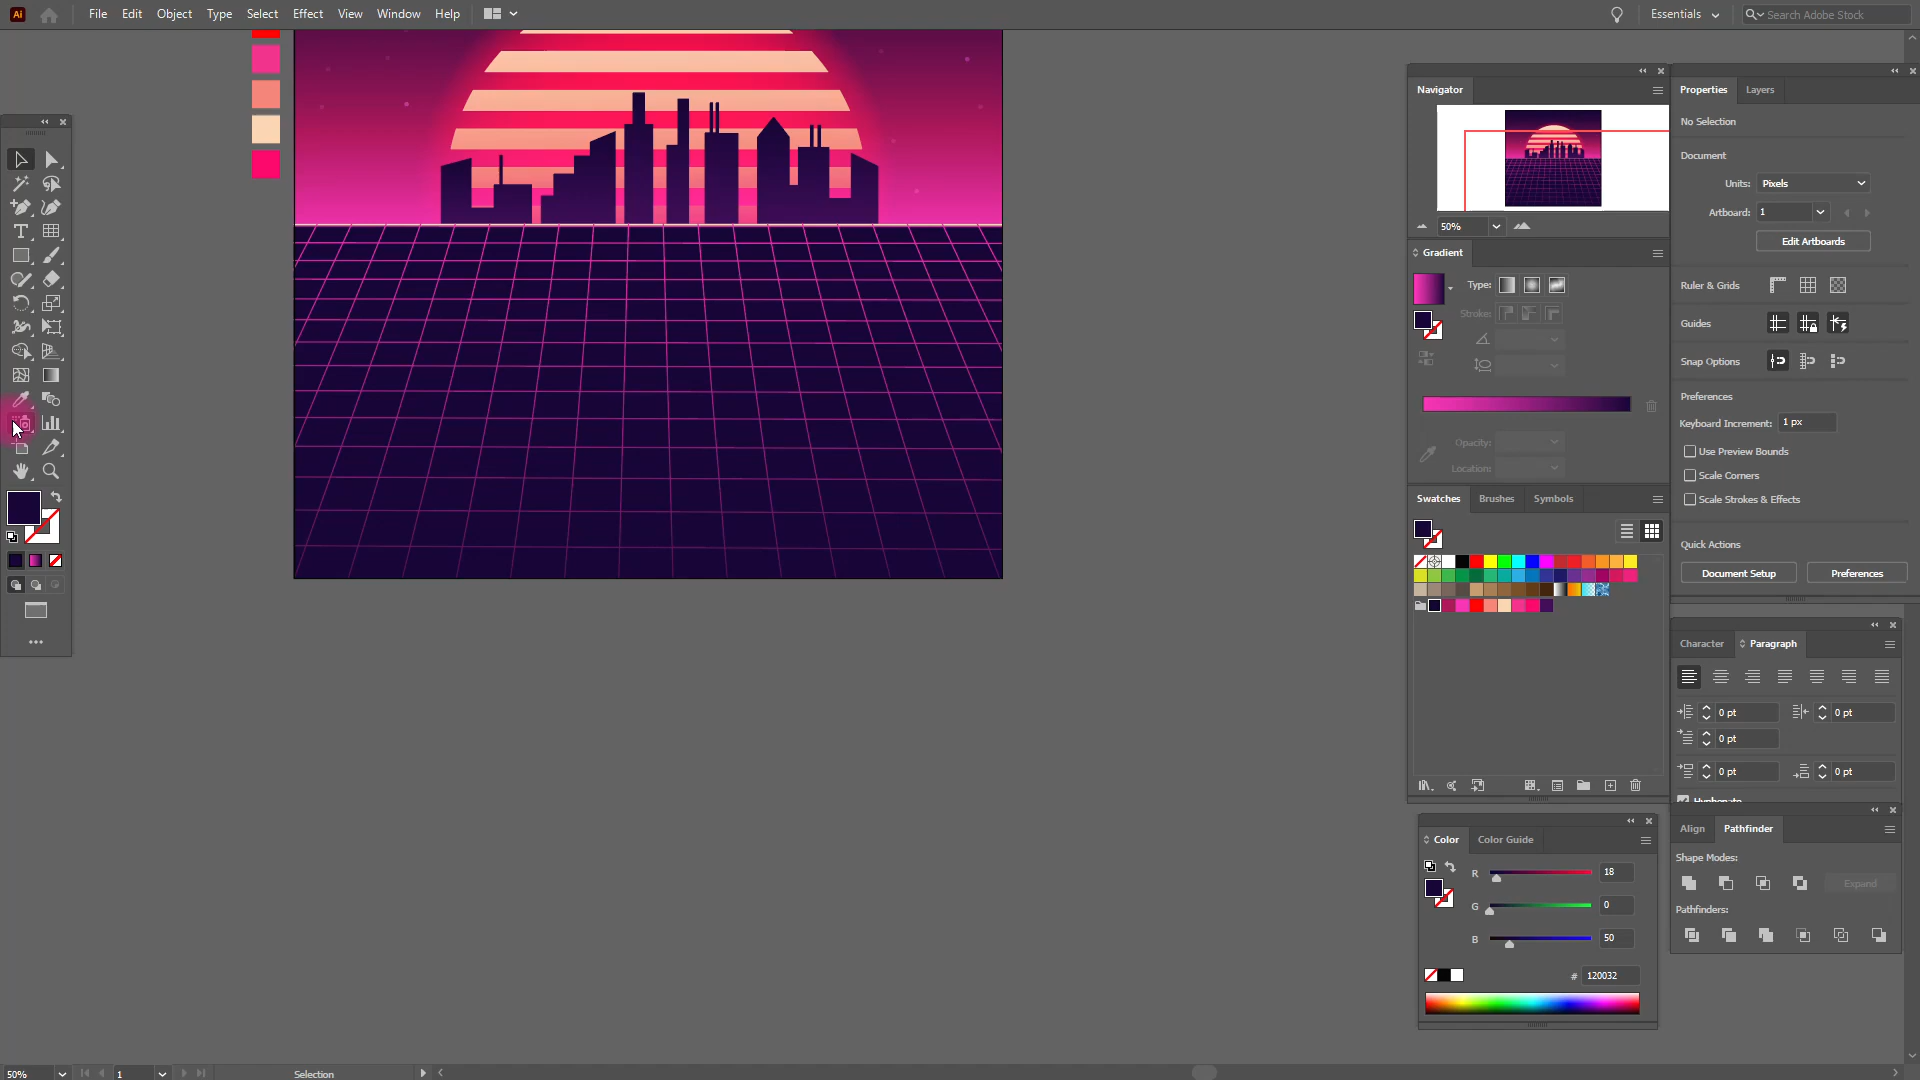 Ai File Edit Object Type Select Effect View Window Help Essentials Search Adobe Stock
Navigator
50%
Gradient
Type:
Stroke:
Opacity:
Location:
Swatches Brushes Symbols
Color Color Guide
R 18
G 0
B 50
# 120032
Properties Layers
No Selection
Document
Units: Pixels
Artboard: 1
Edit Artboards
Ruler & Grids
Guides
Snap Options
Preferences
Keyboard Increment: 1 px
Use Preview Bounds
Scale Corners
Scale Strokes & Effects
Quick Actions
Document Setup Preferences
Character Paragraph
0 pt 0 pt
0 pt
0 pt 0 pt
Hyphenate
Align Pathfinder
Shape Modes:
Expand
Pathfinders:
50% 1 Selection